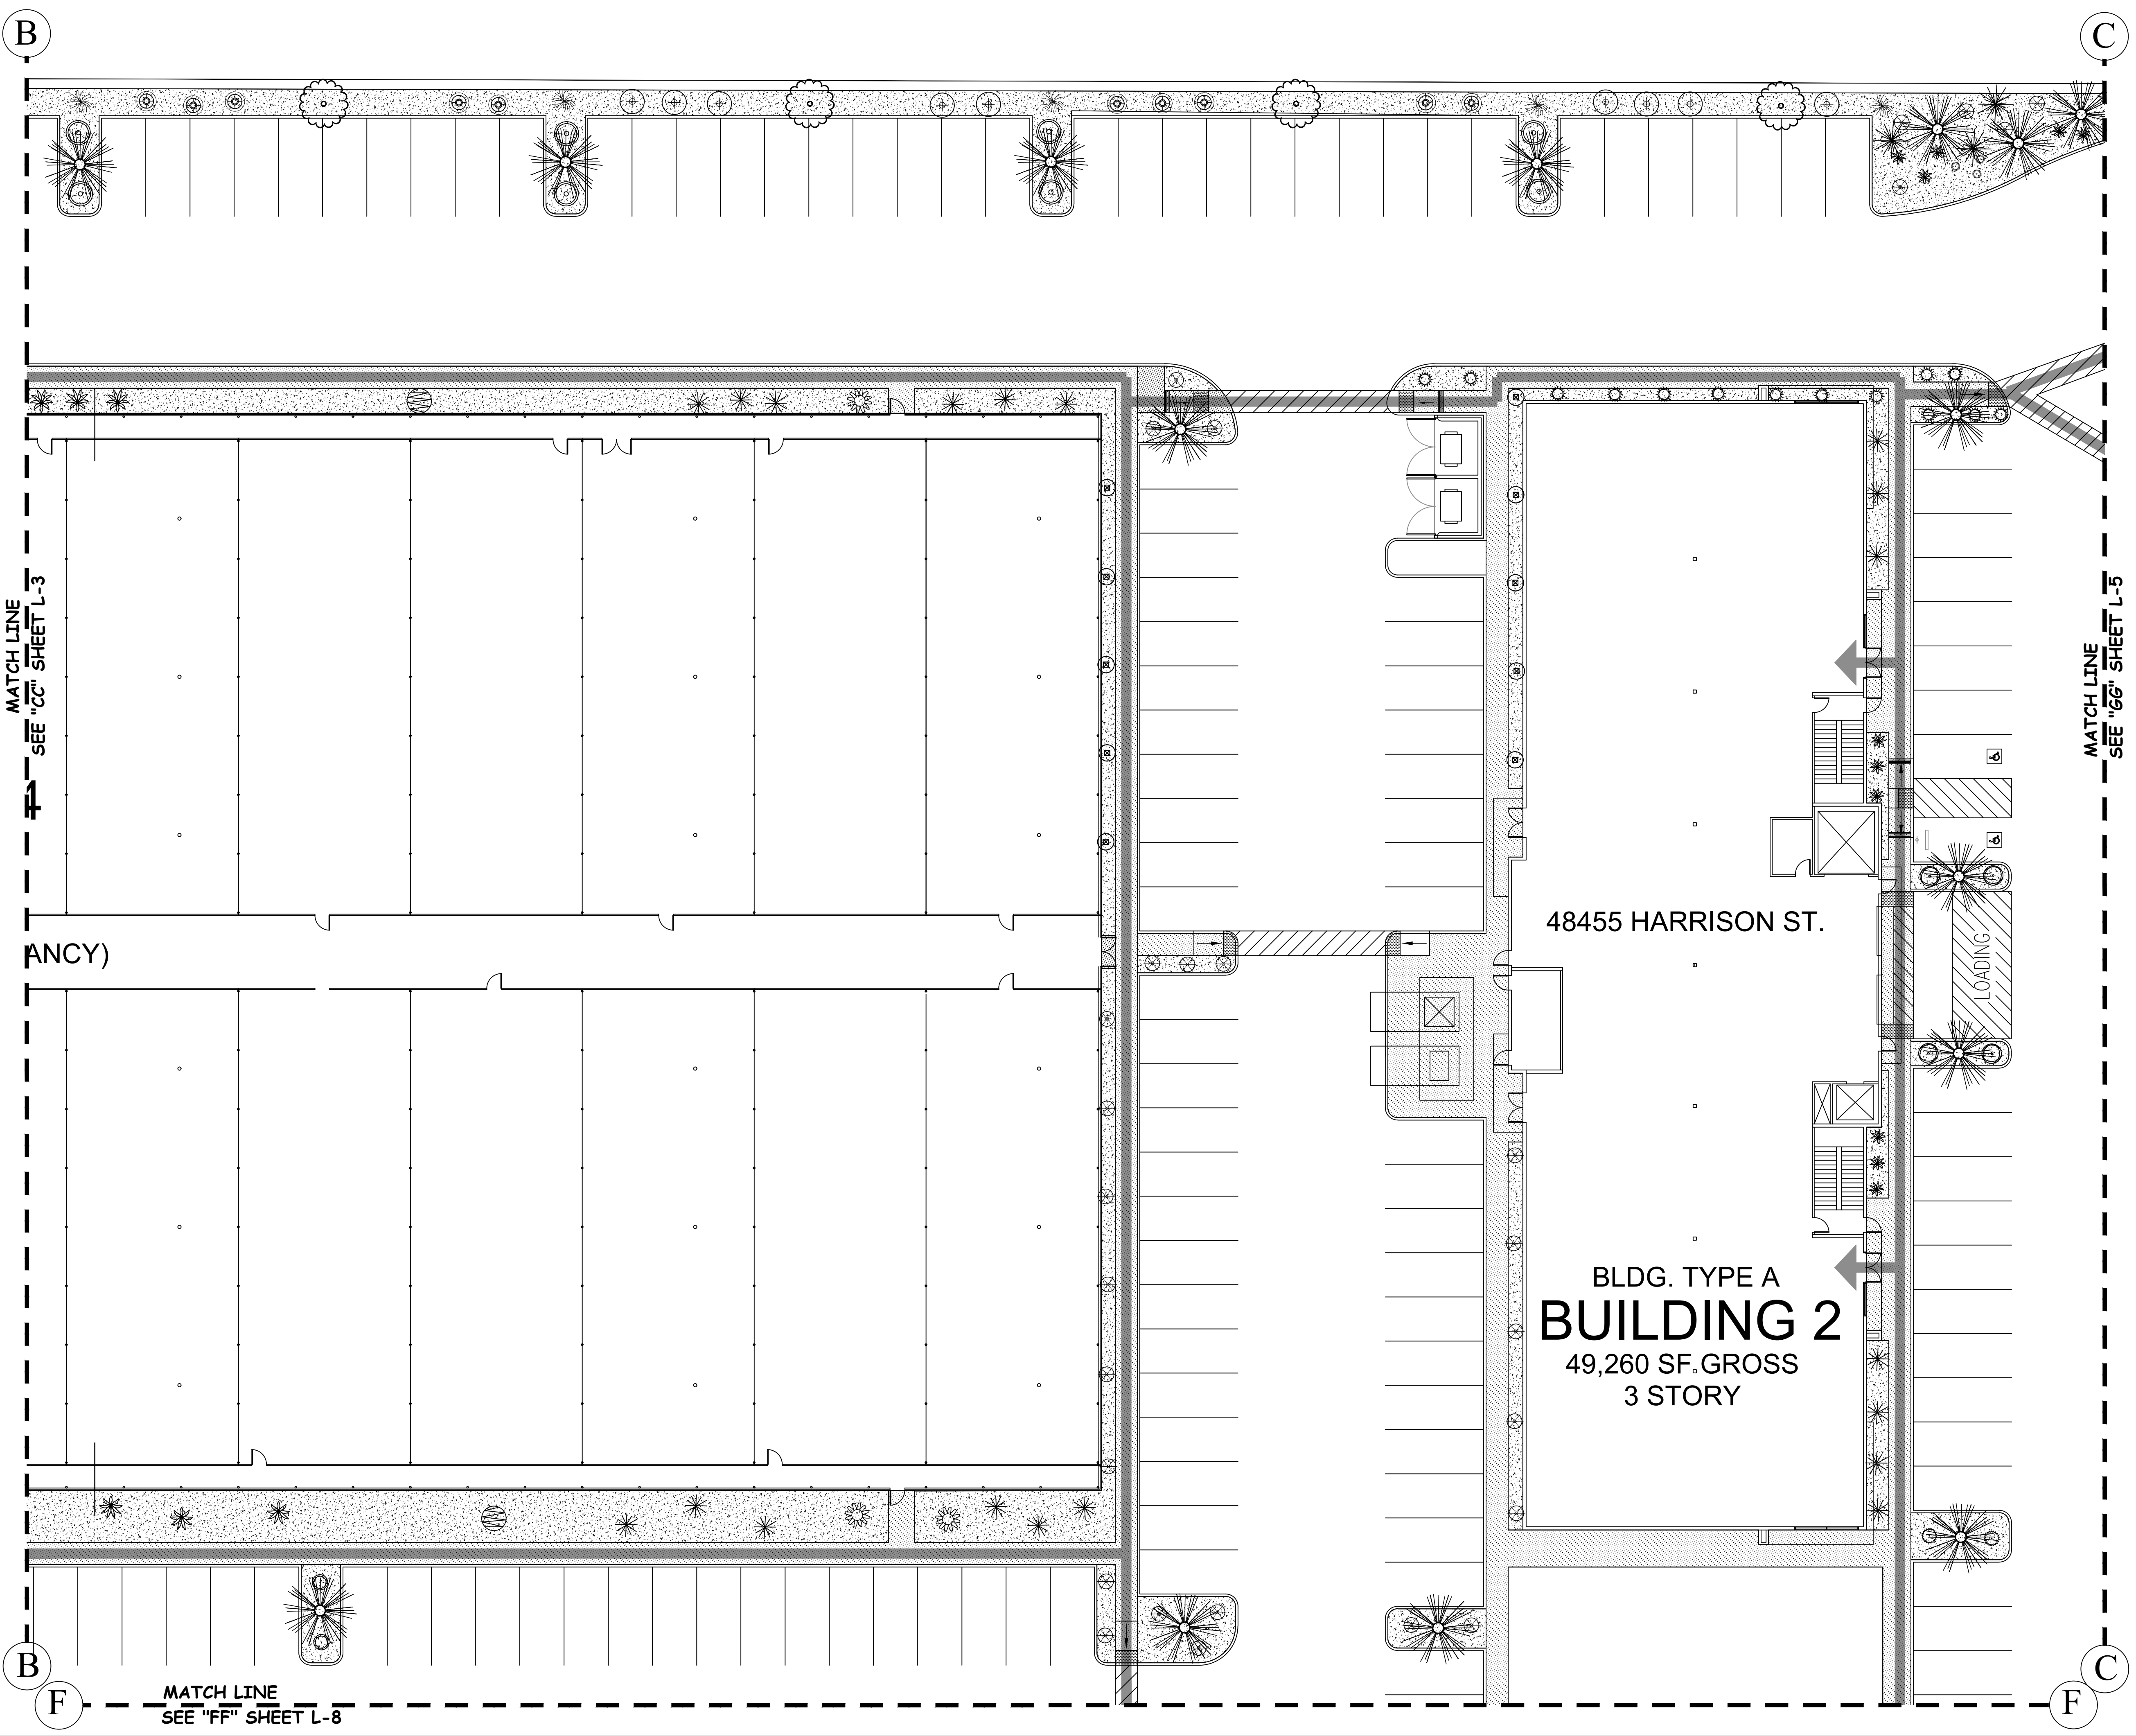 B
C
MATCH LINE
SEE "CC" SHEET L-3
MATCH LINE
SEE "GG" SHEET L-5
4
ANCY)
48455 HARRISON ST.
LOADING
BLDG. TYPE A
BUILDING 2
49,260 SF. GROSS
3 STORY
B
C
F
MATCH LINE
SEE "FF" SHEET L-8
F